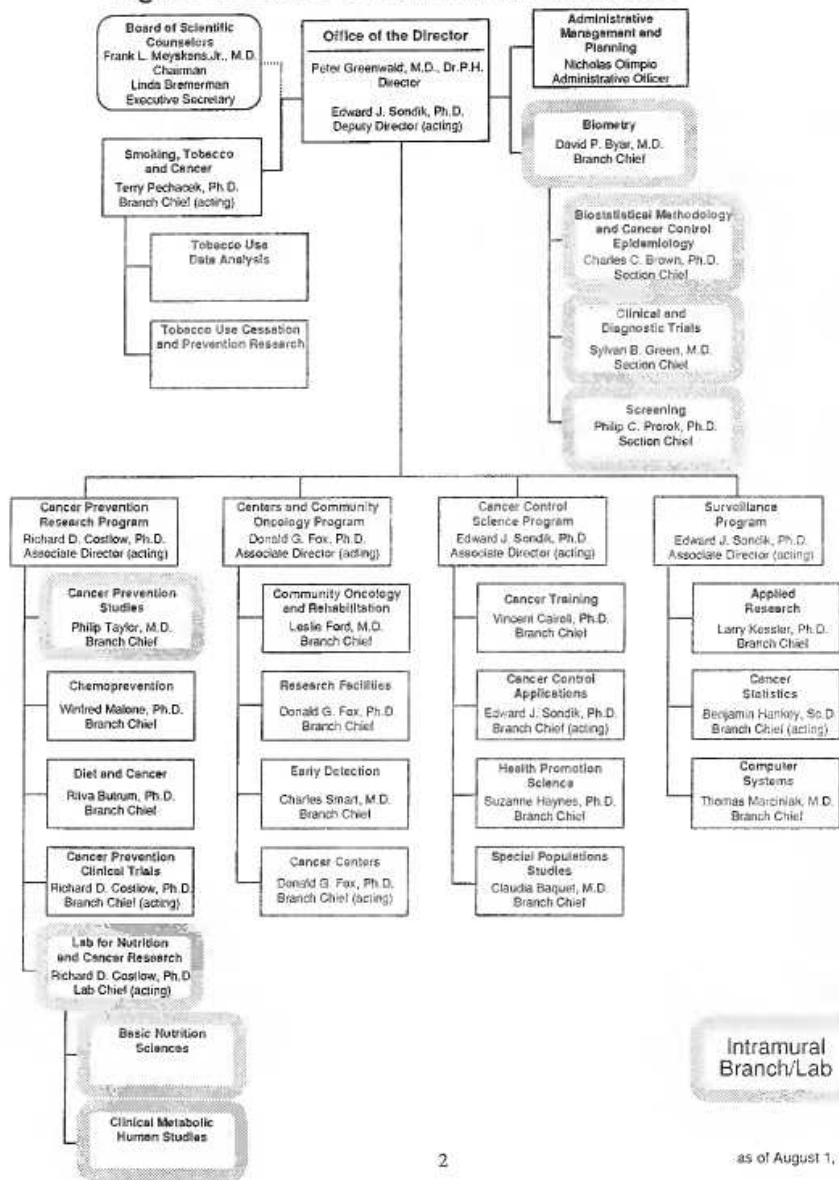 Board of Scientific
Counselors
Frank L. Meyskens, Jr., M.D.
Chairman
Linda Bremerman
Executive Secretary
Office of the Director
Peter Greenwald, M.D., Dr.P.H.
Director
Edward J. Sondik, Ph.D.
Deputy Director (acting)
Administrative
Management and
Planning
Nicholas Olimpio
Administrative Officer
Smoking, Tobacco
and Cancer
Terry Pechacek, Ph.D.
Branch Chief (acting)
Tobacco Use
Data Analysis
Tobacco Use Cessation
and Prevention Research
Biometry
David P. Byar, M.D.
Branch Chief
Biostatistical Methodology
and Cancer Control
Epidemiology
Charles C. Brown, Ph.D.
Section Chief
Clinical and
Diagnostic Trials
Sylvan B. Green, M.D.
Section Chief
Screening
Philip C. Prorok, Ph.D.
Section Chief
Cancer Prevention
Research Program
Richard D. Costlow, Ph.D.
Associate Director (acting)
Cancer Prevention
Studies
Philip Taylor, M.D.
Branch Chief
Chemoprevention
Winfred Malone, Ph.D.
Branch Chief
Diet and Cancer
Ritva Butrum, Ph.D.
Branch Chief
Cancer Prevention
Clinical Trials
Richard D. Costlow, Ph.D.
Branch Chief (acting)
Lab for Nutrition
and Cancer Research
Richard D. Costlow, Ph.D
Lab Chief (acting)
Basic Nutrition
Sciences
Clinical Metabolic
Human Studies
Centers and Community
Oncology Program
Donald G. Fox, Ph.D.
Associate Director (acting)
Community Oncology
and Rehabilitation
Leslie Ford, M.D.
Branch Chief
Research Facilities
Donald G. Fox, Ph.D
Branch Chief
Early Detection
Charles Smart, M.D.
Branch Chief
Cancer Centers
Donald G. Fox, Ph.D.
Branch Chief (acting)
Cancer Control
Science Program
Edward J. Sondik, Ph.D.
Associate Director (acting)
Cancer Training
Vincent Cairoli, Ph.D.
Branch Chief
Cancer Control
Applications
Edward J. Sondik, Ph.D.
Branch Chief (acting)
Health Promotion
Science
Suzanne Haynes, Ph.D.
Branch Chief
Special Populations
Studies
Claudia Baquet, M.D.
Branch Chief
Surveillance
Program
Edward J. Sondik, Ph.D.
Associate Director (acting)
Applied
Research
Larry Kessler, Ph.D.
Branch Chief
Cancer
Statistics
Benjamin Hankey, Sc.D
Branch Chief (acting)
Computer
Systems
Thomas Marciniak, M.D.
Branch Chief
Intramural
Branch/Lab
2
as of August 1,